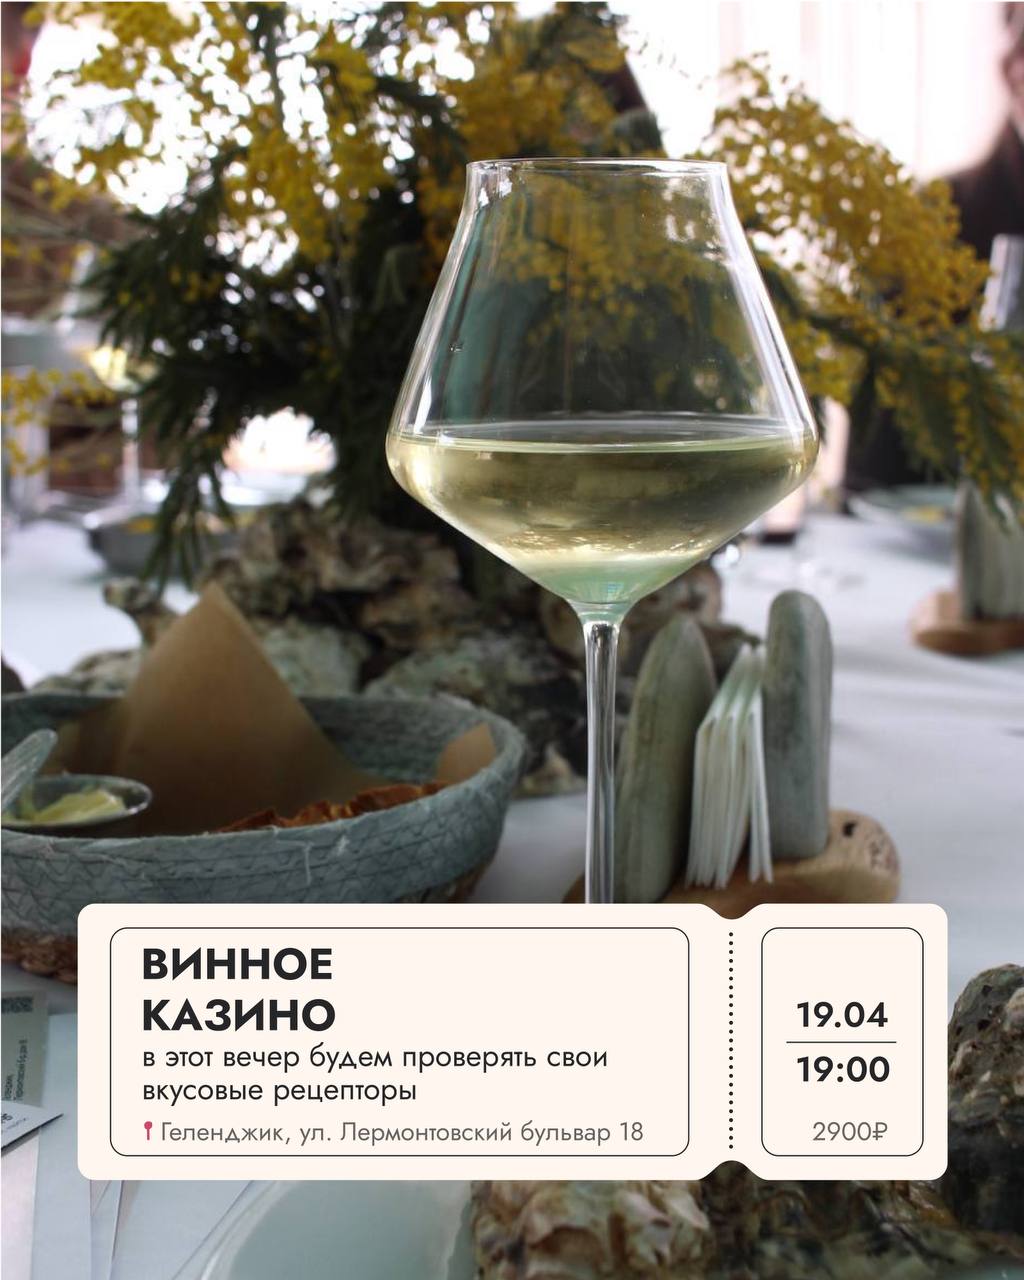 ВИННОЕ
КАЗИНО
в этот вечер будем проверять свои
вкусовые рецепторы
Геленджик, ул. Лермонтовский бульвар 18
19.04
19:00
2900₽